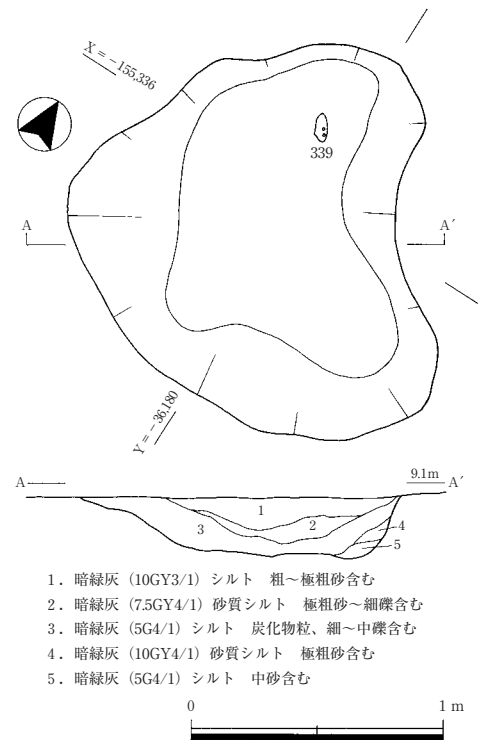 X = −155,336
339
A
A´
Y = −36,180
9.1m
A
A´
1
2
3
4
5
1．暗緑灰（10GY3/1）シルト　粗～極粗砂含む
2．暗緑灰（7.5GY4/1）砂質シルト　極粗砂～細礫含む
3．暗緑灰（5G4/1）シルト　炭化物粒、細～中礫含む
4．暗緑灰（10GY4/1）砂質シルト　極粗砂含む
5．暗緑灰（5G4/1）シルト　中砂含む
0
1 m